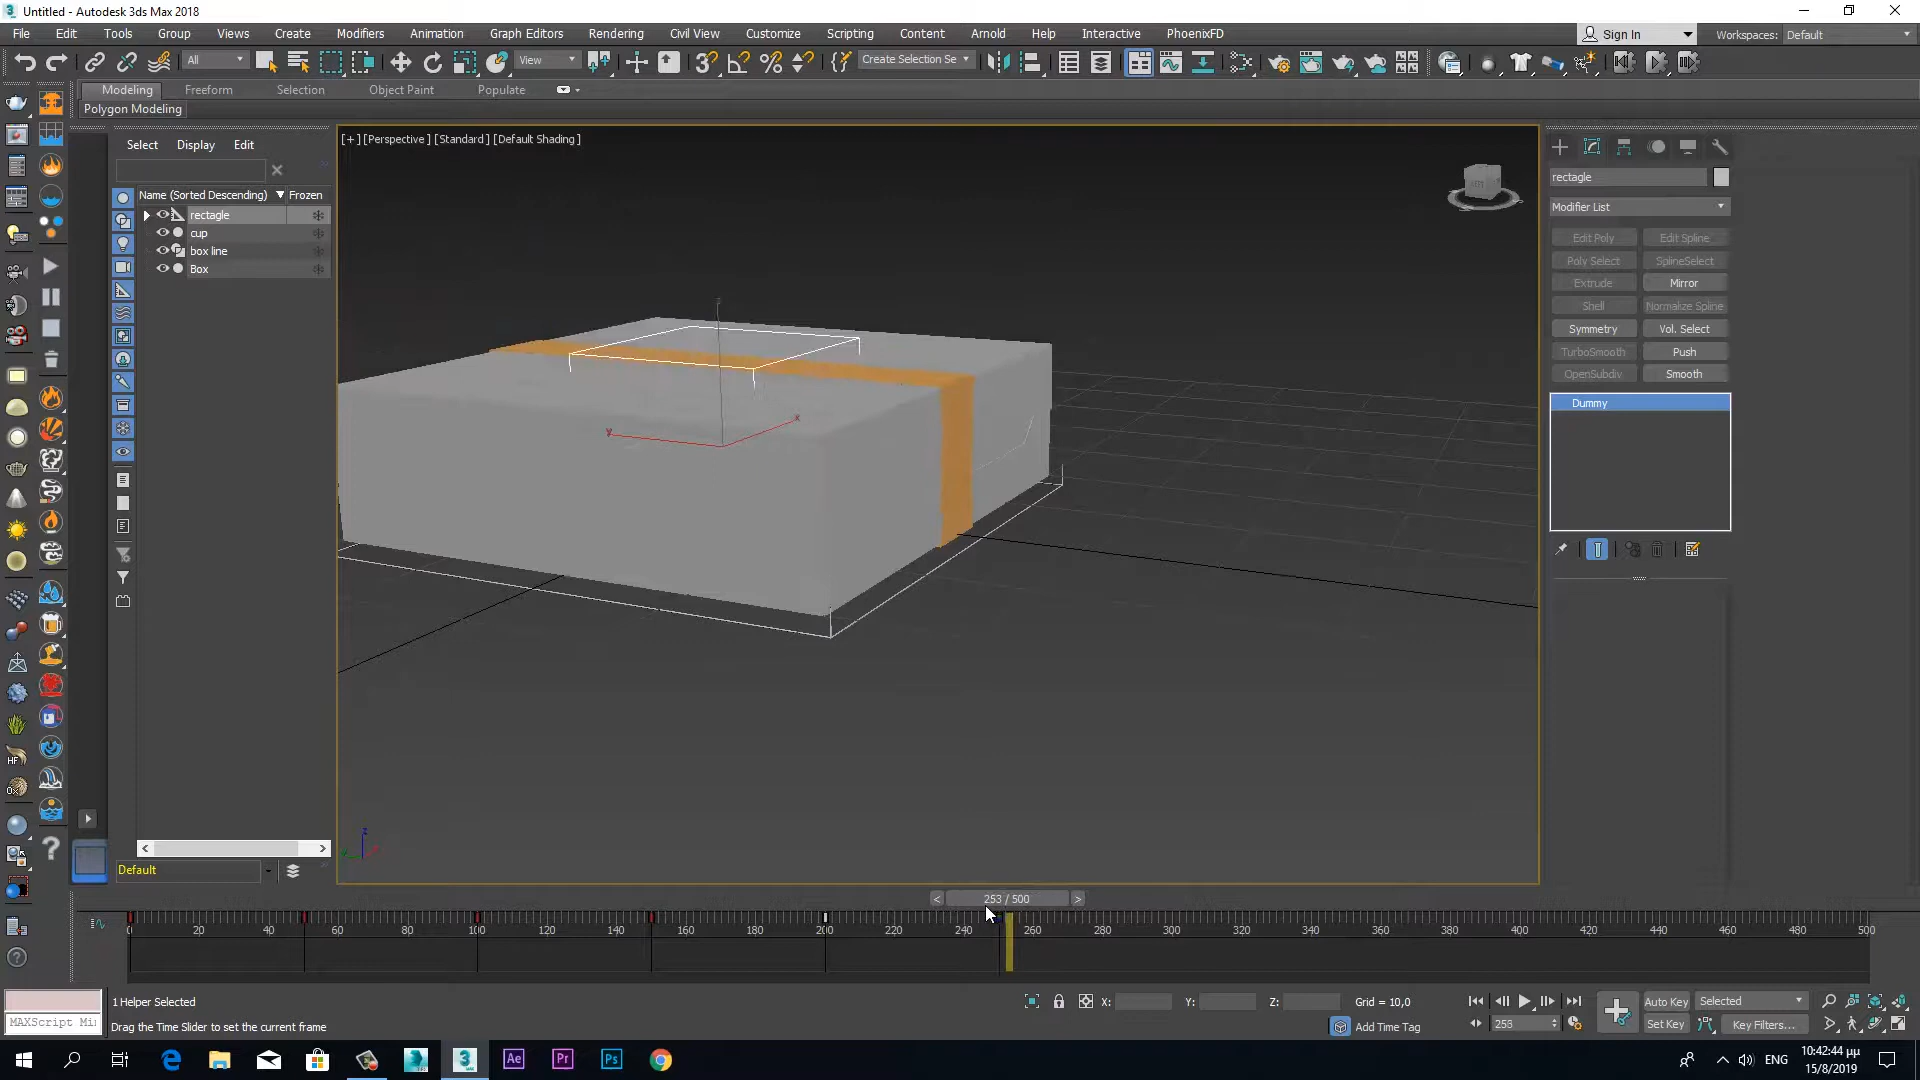 3 Untitled - Autodesk 3ds Max 2018
File Edit Tools Group Views Create Modifiers Animation Graph Editors Rendering Civil View Customize Scripting Content Arnold Help Interactive PhoenixFD Sign In Workspaces: Default
All View Create Selection Se
Modeling Freeform Selection Object Paint Populate
Polygon Modeling
Select Display Edit
[+] [Perspective] [Standard] [Default Shading]
Name (Sorted Descending) Frozen
rectagle
cup
box line
Box
rectagle
Modifier List
Edit Poly Edit Spline
Poly Select SplineSelect
Extrude Mirror
Shell Normalize Spline
Symmetry Vol. Select
TurboSmooth Push
OpenSubdiv Smooth
Dummy
x
y
z
HF
Default
< 253 / 500 >
0 20 40 60 80 100 120 140 160 180 200 220 240 260 280 300 320 340 360 380 400 420 440 460 480 500
1 Helper Selected
X: Y: Z: Grid = 10,0
Auto Key Selected
MAXScript Mi
Drag the Time Slider to set the current frame
Add Time Tag
Set Key Key Filters...
Ae Pr Ps
ENG
10:42:44 μμ
15/8/2019